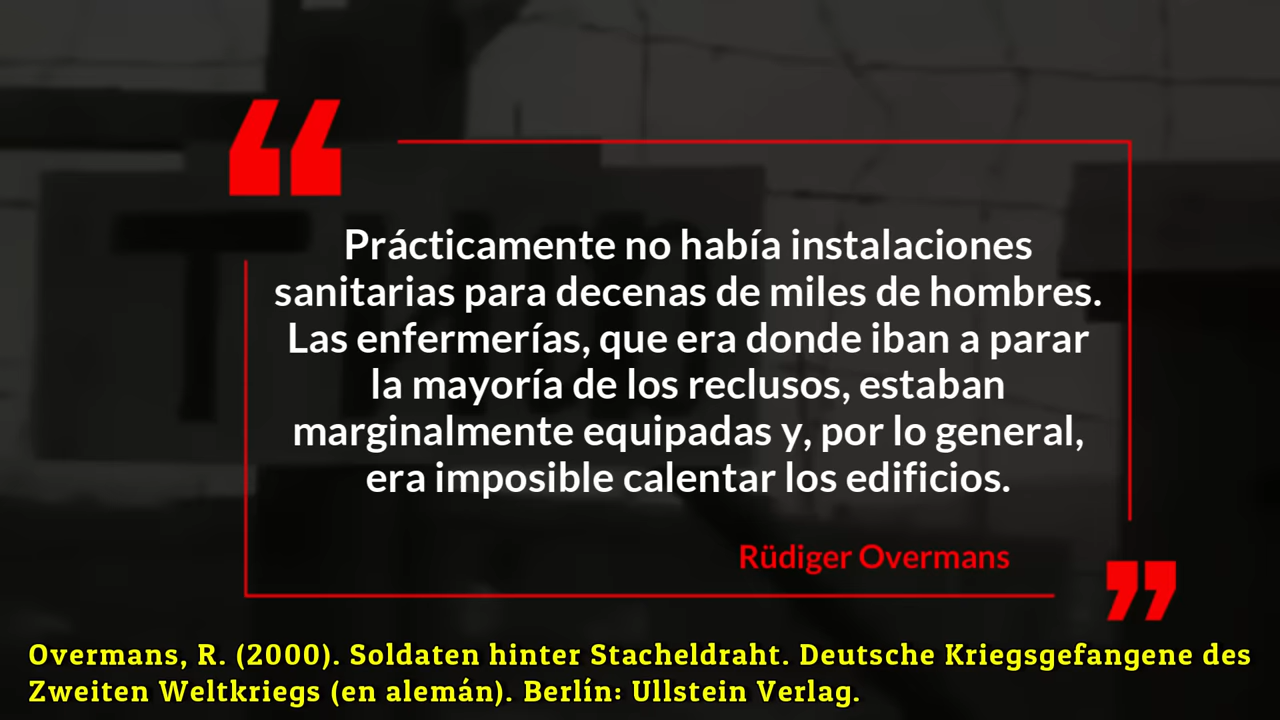 “
Prácticamente no había instalaciones
sanitarias para decenas de miles de hombres.
Las enfermerías, que era donde iban a parar
la mayoría de los reclusos, estaban
marginalmente equipadas y, por lo general,
era imposible calentar los edificios.
Rüdiger Overmans
”
Overmans, R. (2000). Soldaten hinter Stacheldraht. Deutsche Kriegsgefangene des
Zweiten Weltkriegs (en alemán). Berlín: Ullstein Verlag.